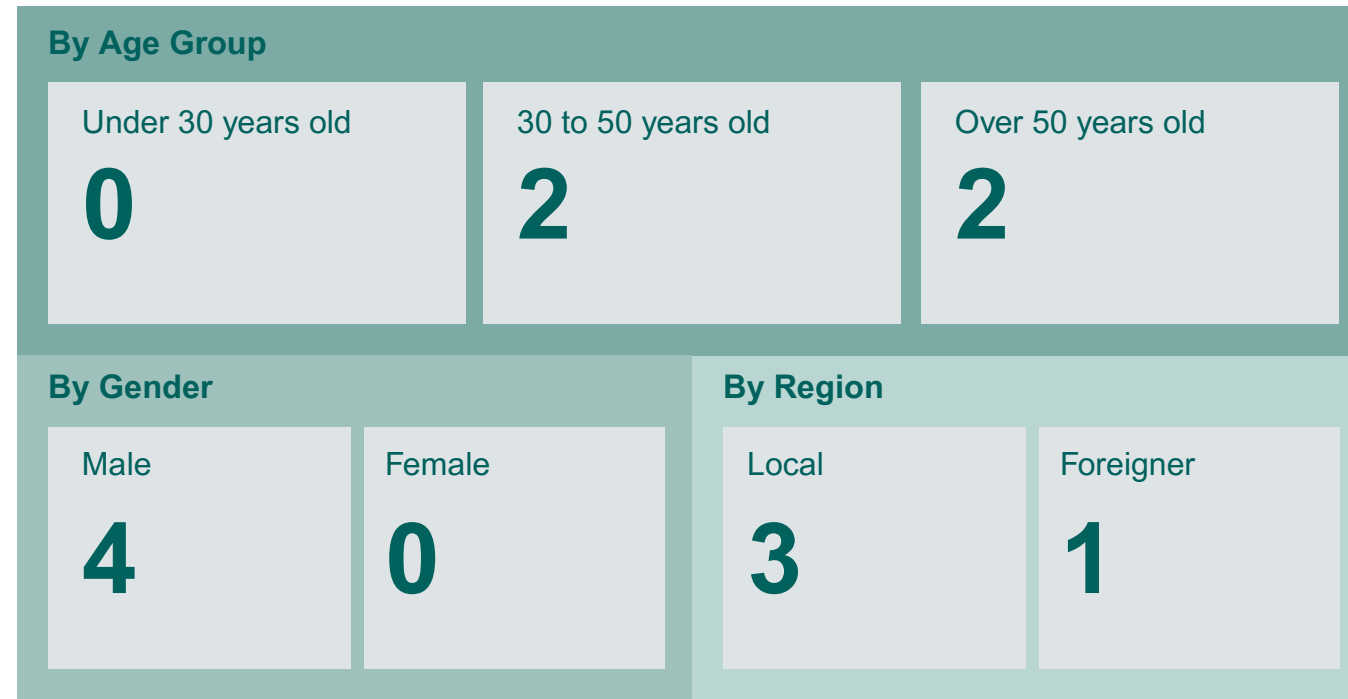 By Age Group
Under 30 years old
0
30 to 50 years old
2
Over 50 years old
2
By Gender
Male
4
Female
0
By Region
Local
3
Foreigner
1